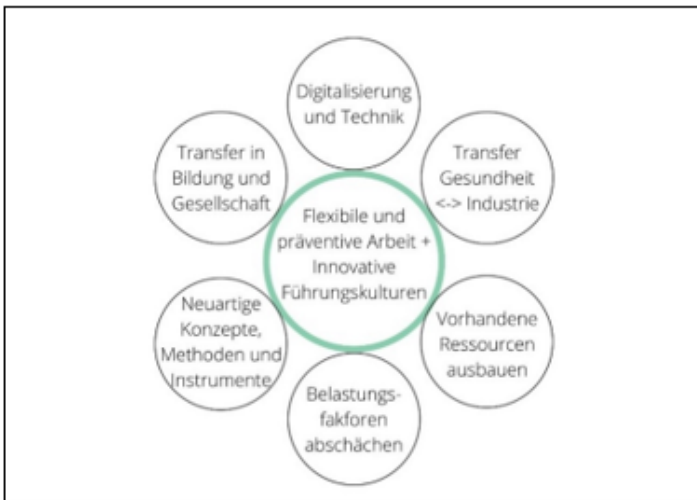 Digitalisierung
und Technik
Transfer in
Bildung und
Gesellschaft
Transfer
Gesundheit
<-> Industrie
Flexibile und
präventive Arbeit +
Innovative
Führungskulturen
Neuartige
Konzepte,
Methoden und
Instrumente
Vorhandene
Ressourcen
ausbauen
Belastungs-
fakforen
abschächen